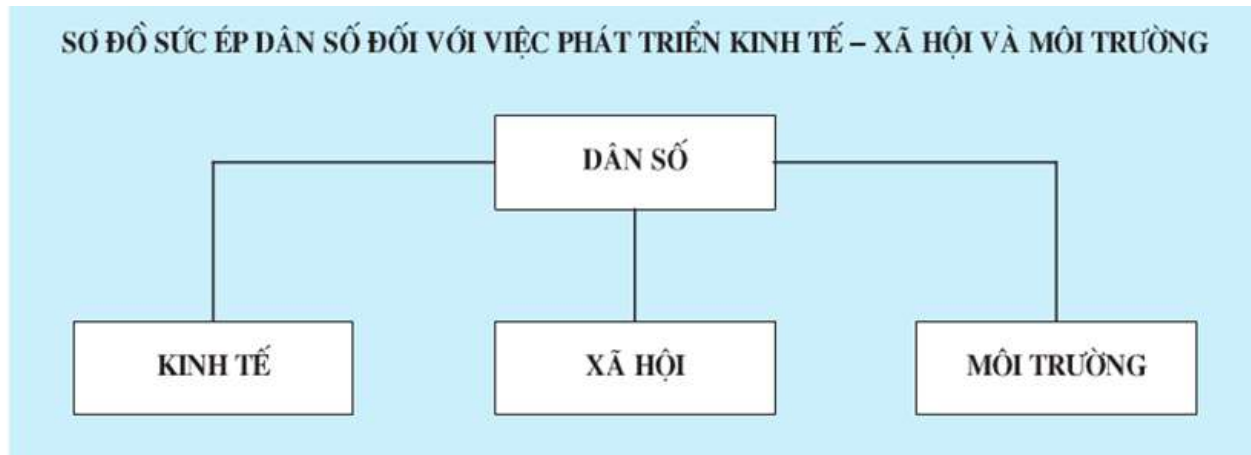 SƠ ĐỒ SỨC ÉP DÂN SỐ ĐỐI VỚI VIỆC PHÁT TRIỂN KINH TẾ – XÃ HỘI VÀ MÔI TRƯỜNG
DÂN SỐ
KINH TẾ
XÃ HỘI
MÔI TRƯỜNG